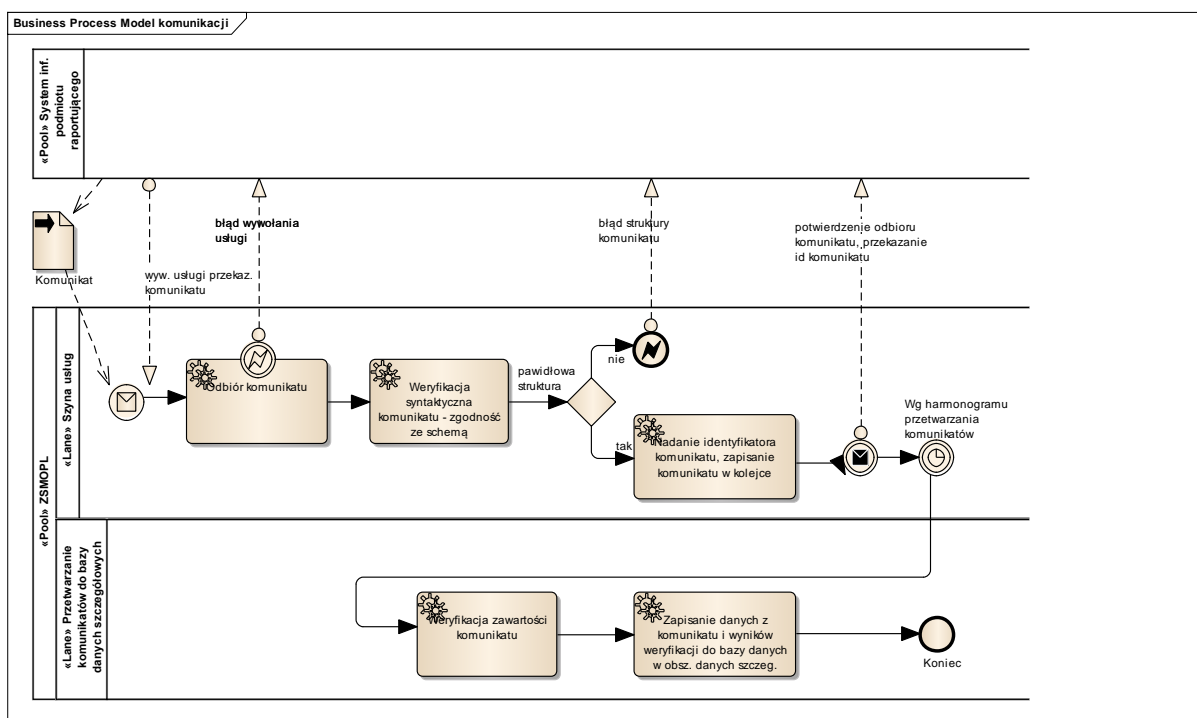 Business Process Model komunikacji
«Pool» System inf.
podmiotu
raportującego
Komunikat
wyw. usługi przekaz.
komunikatu
błąd wywołania
usługi
błąd struktury
komunikatu
potwierdzenie odbioru
komunikatu, przekazanie
id komunikatu
«Pool» ZSMOPL
«Lane» Szyna usług
Odbiór komunikatu
Weryfikacja
syntaktyczna
komunikatu - zgodność
ze schemą
pawidłowa
struktura
nie
tak
Nadanie identyfikatora
komunikatu, zapisanie
komunikatu w kolejce
Wg harmonogramu
przetwarzania
komunikatów
«Lane» Przetwarzanie
komunikatów do bazy
danych szczegółowych
Weryfikacja zawartości
komunikatu
Zapisanie danych z
komunikatu i wyników
weryfikacji do bazy danych
w obsz. danych szczeg.
Koniec